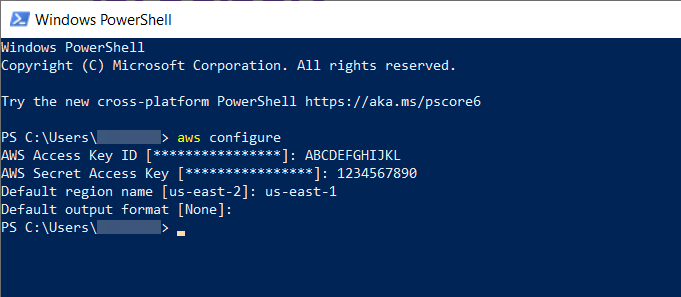 Windows PowerShell
Windows PowerShell
Copyright (C) Microsoft Corporation. All rights reserved.
Try the new cross-platform PowerShell https://aka.ms/pscore6
PS C:\Users\> aws configure
AWS Access Key ID [****************]: ABCDEFGHIJKL
AWS Secret Access Key [****************]: 1234567890
Default region name [us-east-2]: us-east-1
Default output format [None]:
PS C:\Users\>